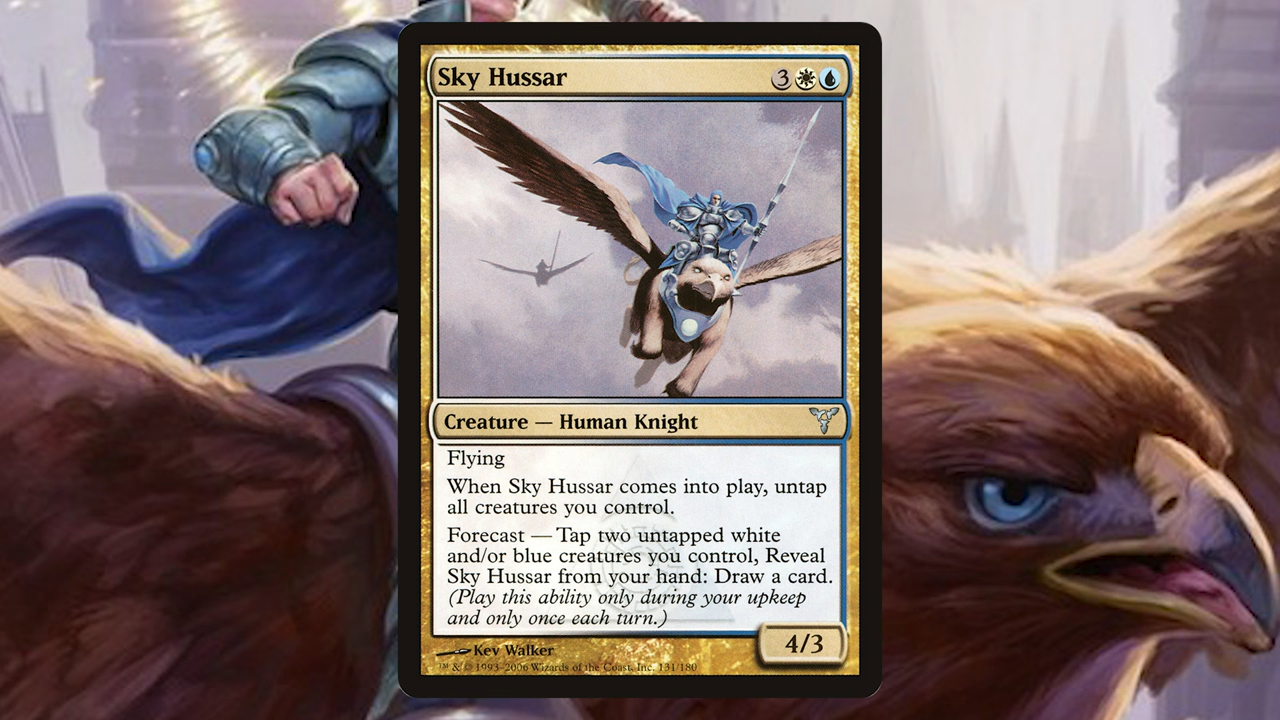 Sky Hussar 3
Creature — Human Knight
Flying
When Sky Hussar comes into play, untap
all creatures you control.
Forecast — Tap two untapped white
and/or blue creatures you control, Reveal
Sky Hussar from your hand: Draw a card.
(Play this ability only during your upkeep
and only once each turn.)
4/3
Kev Walker
™ & © 1993–2006 Wizards of the Coast, Inc. 131/180